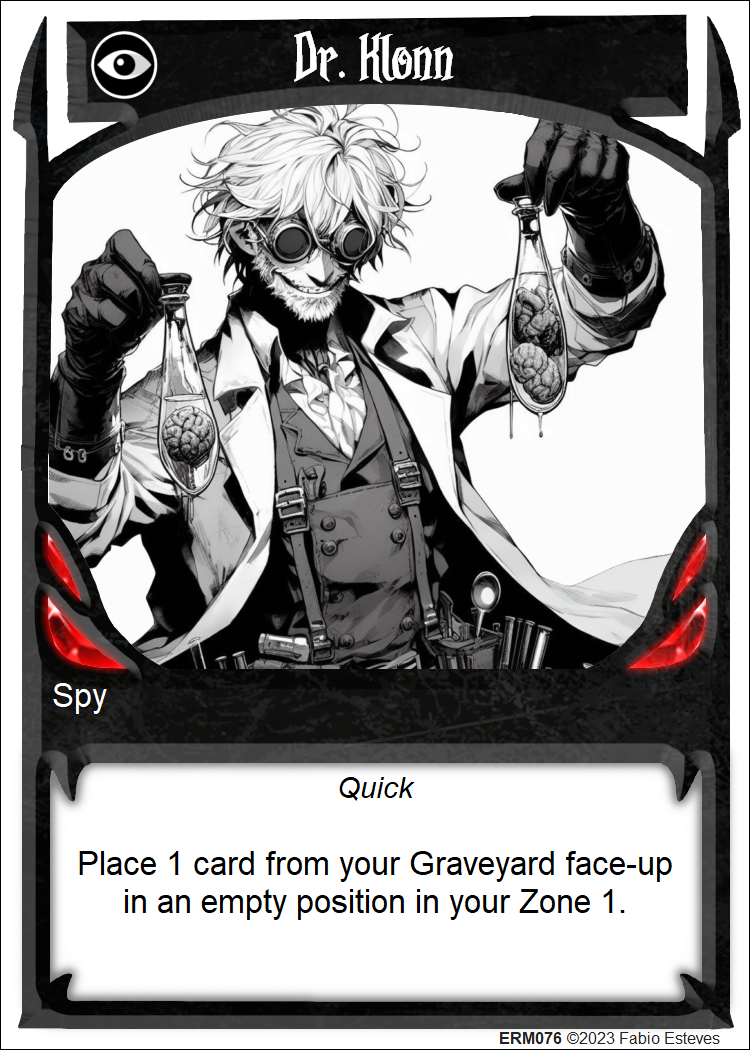 Dr. Klonn
Spy
Quick
Place 1 card from your Graveyard face-up
in an empty position in your Zone 1.
ERM076 ©2023 Fabio Esteves